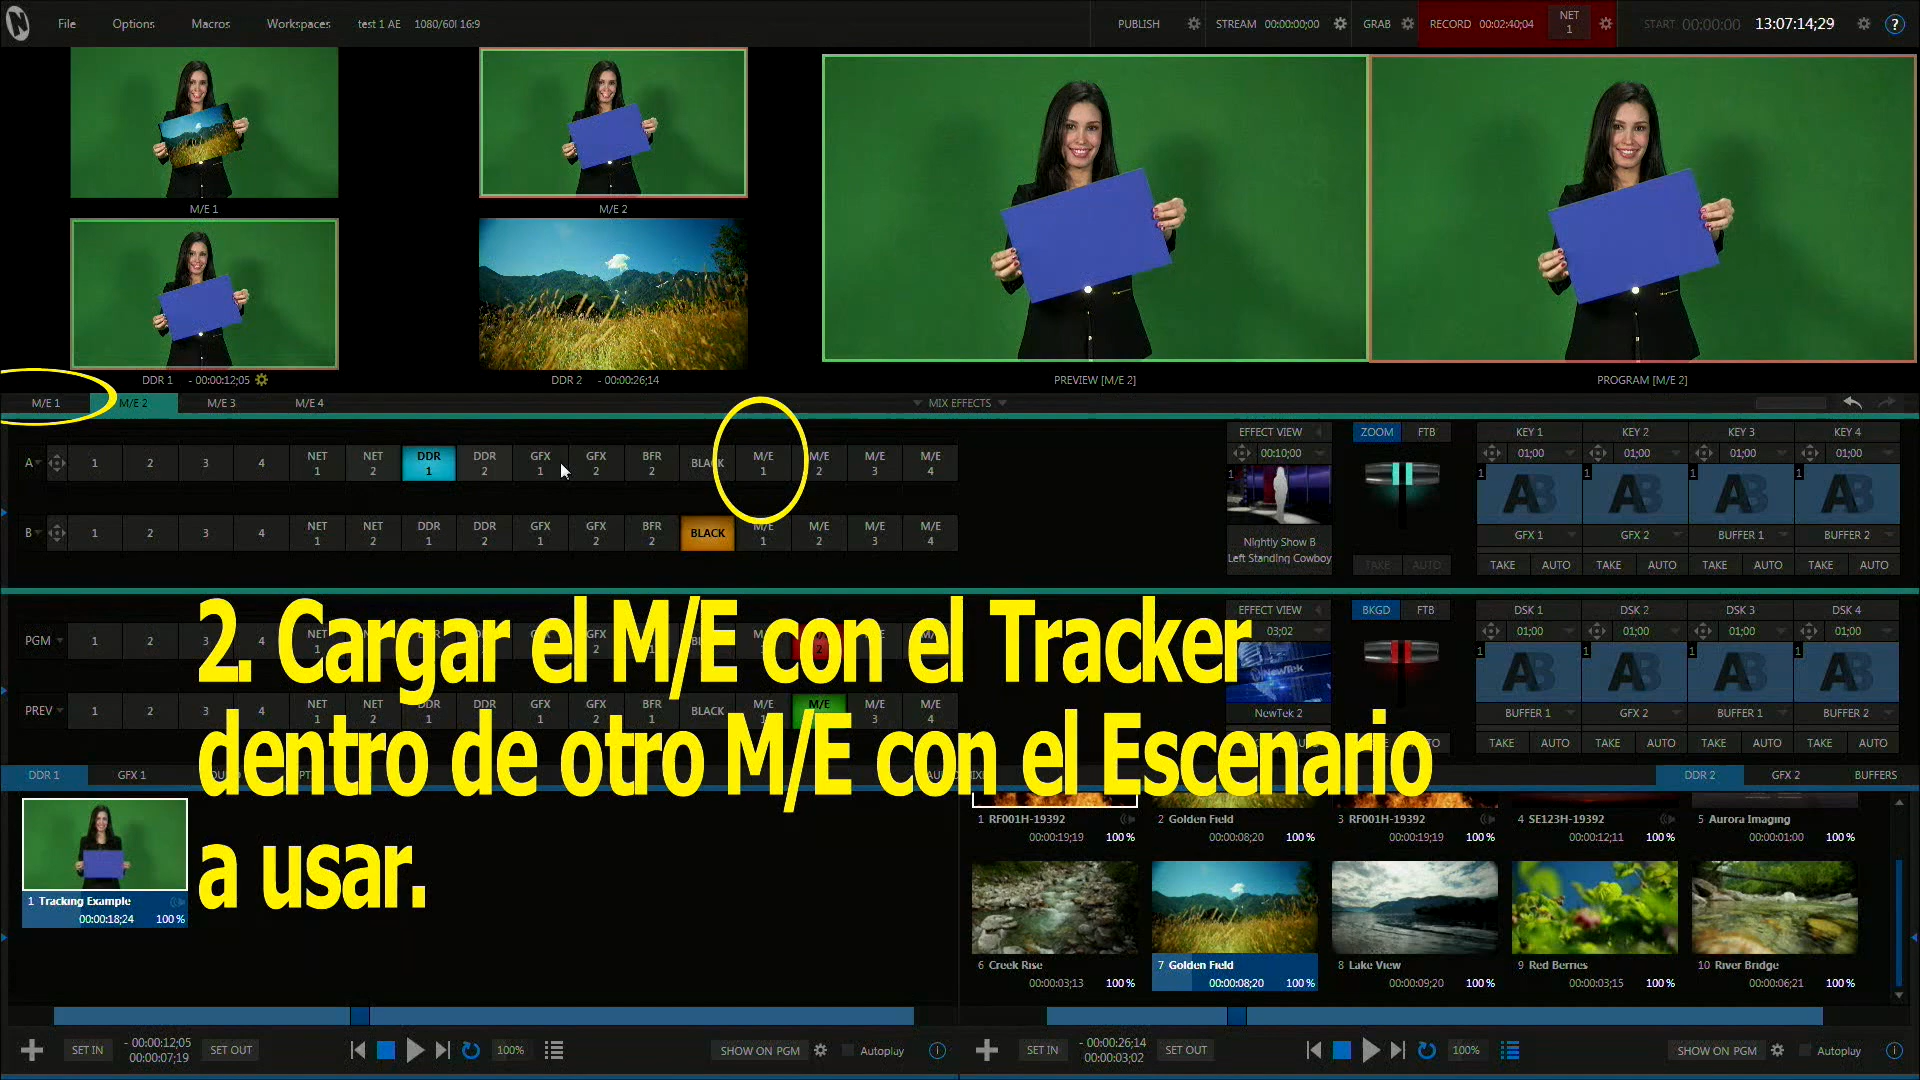 File Options Macros Workspaces test 1 AE 1080/60I 16:9 PUBLISH STREAM 00:00:00;00 GRAB RECORD 00:02:40;04 NET 1 START 00:00:00 13:07:14;29 ?
M/E 1 M/E 2
DDR 1 - 00:00:12;05 DDR 2 - 00:00:26;14 PREVIEW [M/E 2] PROGRAM [M/E 2]
M/E 1 M/E 2 M/E 3 M/E 4 MIX EFFECTS
EFFECT VIEW ZOOM FTB KEY 1 KEY 2 KEY 3 KEY 4
00:10;00 01;00 01;00 01;00 01;00
A 1 2 3 4 NET 1 NET 2 DDR 1 DDR 2 GFX 1 GFX 2 BFR 2 BLACK M/E 1 M/E 2 M/E 3 M/E 4
B 1 2 3 4 NET 1 NET 2 DDR 1 DDR 2 GFX 1 GFX 2 BFR 2 BLACK M/E 1 M/E 2 M/E 3 M/E 4
Nightly Show B
Left Standing Cowboy
GFX 1 GFX 2 BUFFER 1 BUFFER 2
TAKE AUTO TAKE AUTO TAKE AUTO TAKE AUTO TAKE AUTO
2. Cargar el M/E con el Tracker
dentro de otro M/E con el Escenario
a usar.
EFFECT VIEW BKGD FTB DSK 1 DSK 2 DSK 3 DSK 4
03;02 01;00 01;00 01;00 01;00
PGM 1 2 3 4
PREV 1 2 3 4 NET 2 DDR 1 DDR 2 GFX 1 GFX 2 BFR 1 BLACK M/E 3 M/E 4
NewTek
NewTek 2
BUFFER 1 GFX 2 BUFFER 1 BUFFER 2
TAKE AUTO TAKE AUTO TAKE AUTO TAKE AUTO
DDR 1 GFX 1 DDR 2 GFX 2 BUFFERS
1 Tracking Example
00:00:18;24 100 %
1 RF001H-19392 2 Golden Field 3 RF001H-19392 4 SE123H-19392 5 Aurora Imaging
00:00:19;19 100 % 00:00:08;20 100 % 00:00:19;19 100 % 00:00:12;11 100 % 00:00:01;00 100 %
6 Creek Rise 7 Golden Field 8 Lake View 9 Red Berries 10 River Bridge
00:00:03;13 100 % 00:00:08;20 100 % 00:00:09;20 100 % 00:00:03;15 100 % 00:00:06;21 100 %
SET IN - 00:00:12;05 00:00:07;19 SET OUT 100% SHOW ON PGM Autoplay
SET IN - 00:00:26;14 00:00:03;02 SET OUT 100% SHOW ON PGM Autoplay